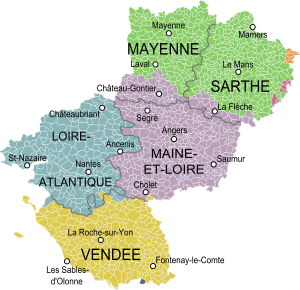 Mayenne
Mamers
MAYENNE
Laval
Le Mans
SARTHE
Château-Gontier
La Flèche
Châteaubriant
Segré
LOIRE-
Angers
Ancenis
MAINE-
St-Nazaire
Nantes
ET-LOIRE
Saumur
ATLANTIQUE
Cholet
La Roche-sur-Yon
VENDEE
Les Sables-
d'Olonne
Fontenay-le-Comte